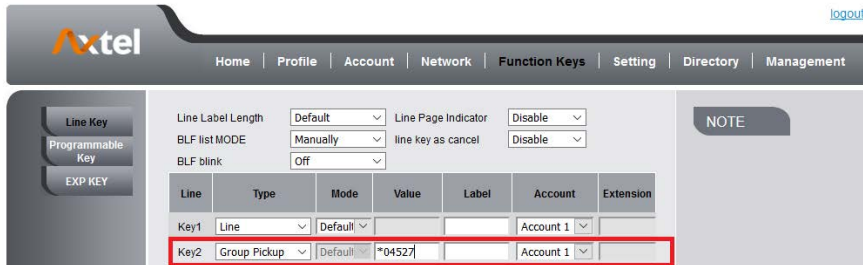 logout
Axtel
Home | Profile | Account | Network | Function Keys | Setting | Directory | Management
Line Key
Programmable Key
EXP KEY
Line Label Length Default Line Page Indicator Disable
BLF list MODE Manually line key as cancel Disable
BLF blink Off
NOTE
Line Type Mode Value Label Account Extension
Key1 Line Default Account 1
Key2 Group Pickup Default *04527 Account 1